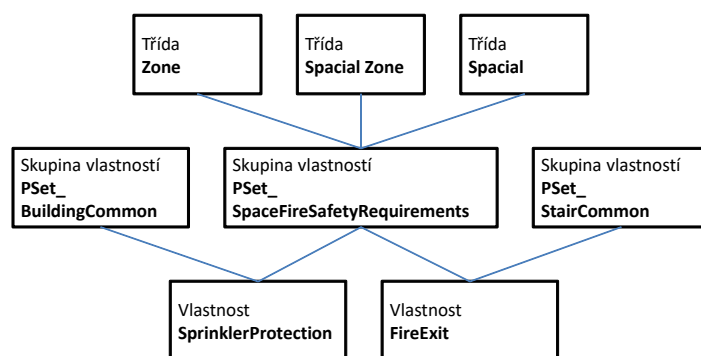 Třída
Zone
Třída
Spacial Zone
Třída
Spacial
Skupina vlastností
PSet_
BuildingCommon
Skupina vlastností
PSet_
SpaceFireSafetyRequirements
Skupina vlastností
PSet_
StairCommon
Vlastnost
SprinklerProtection
Vlastnost
FireExit